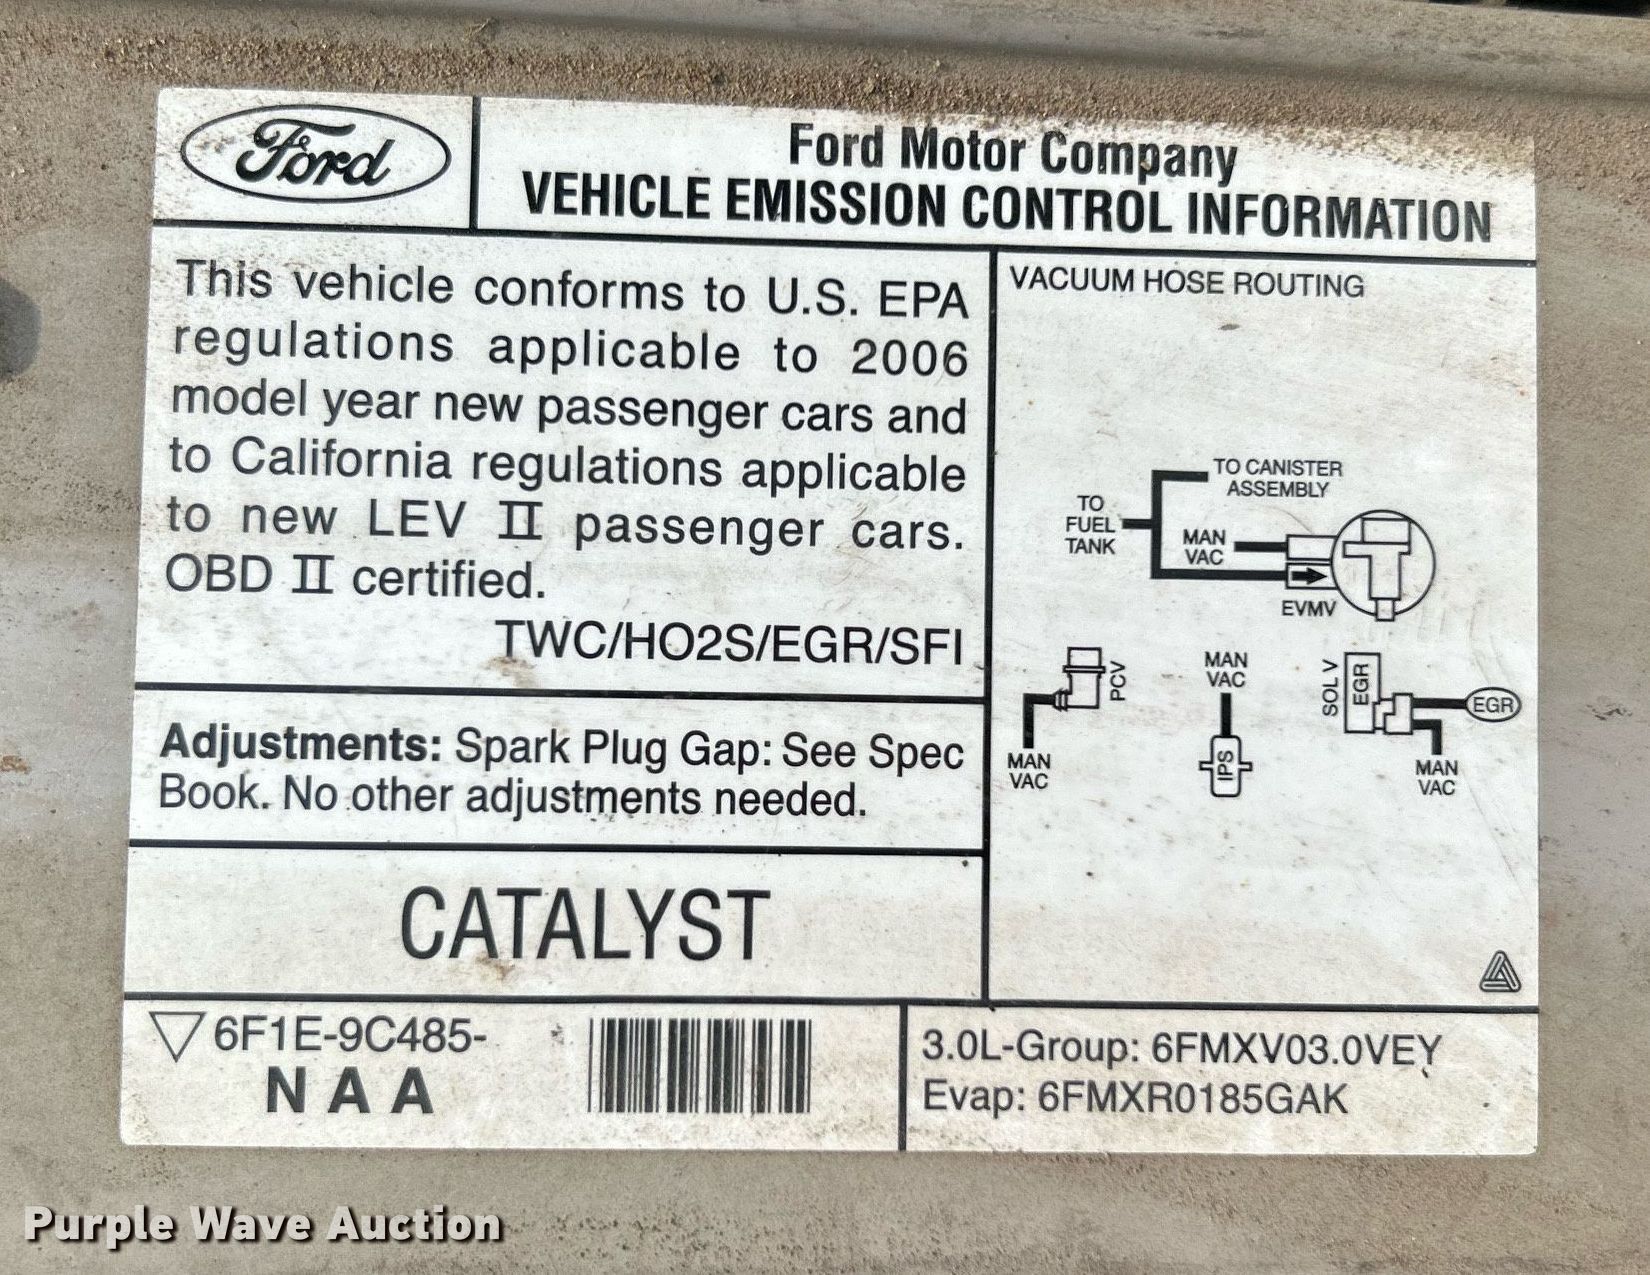 Ford
Ford Motor Company
VEHICLE EMISSION CONTROL INFORMATION
This vehicle conforms to U.S. EPA
regulations applicable to 2006
model year new passenger cars and
to California regulations applicable
to new LEV II passenger cars.
OBD II certified.
TWC/HO2S/EGR/SFI
Adjustments: Spark Plug Gap: See Spec
Book. No other adjustments needed.
CATALYST
VACUUM HOSE ROUTING
TO CANISTER
ASSEMBLY
TO
FUEL
TANK
MAN
VAC
EVMV
PCV
MAN
VAC
MAN
VAC
IPS
SOL V
EGR
EGR
MAN
VAC
6F1E-9C485-
NAA
3.0L-Group: 6FMXV03.0VEY
Evap: 6FMXR0185GAK
Purple Wave Auction